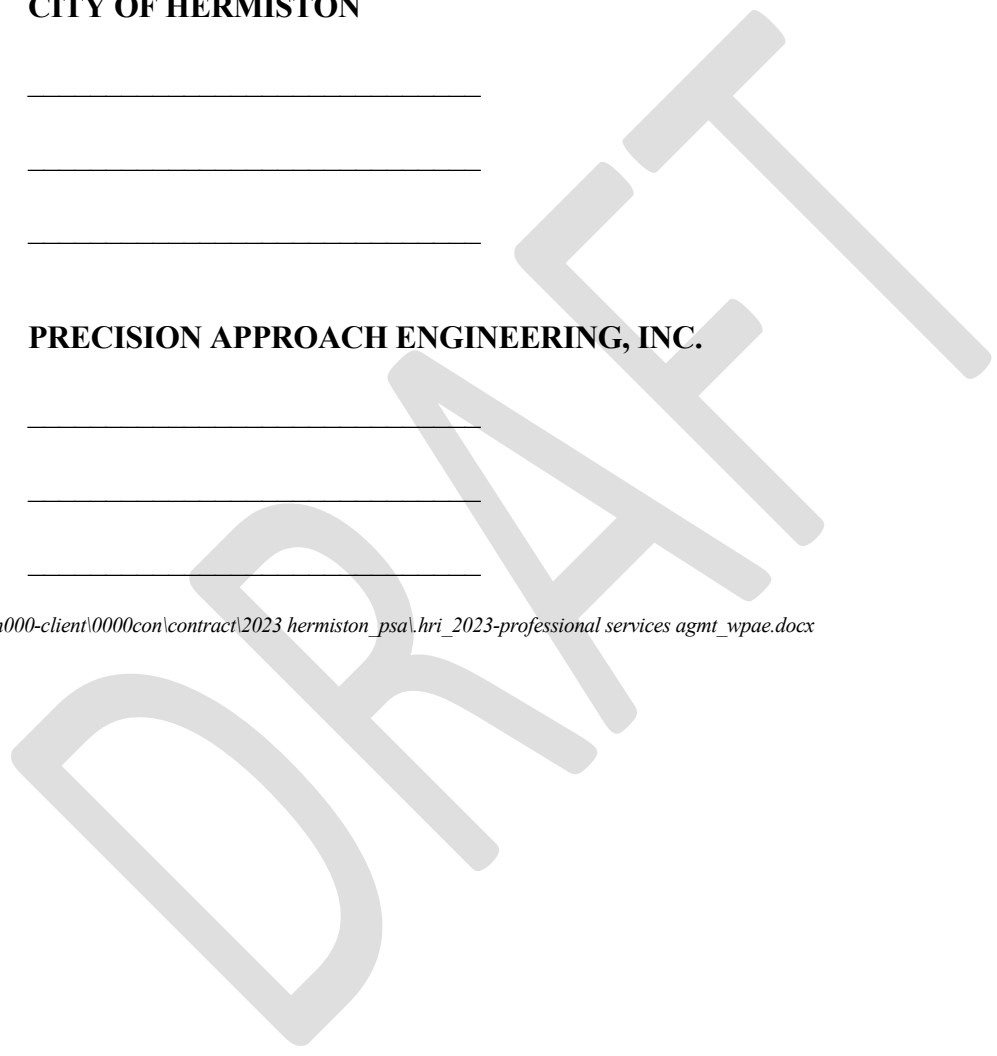 CITY OF HERMISTON
PRECISION APPROACH ENGINEERING, INC.
n000-client\0000con\contract\2023 hermiston_psa\.hri_2023-professional services agmt_wpae.docx
DRAFT